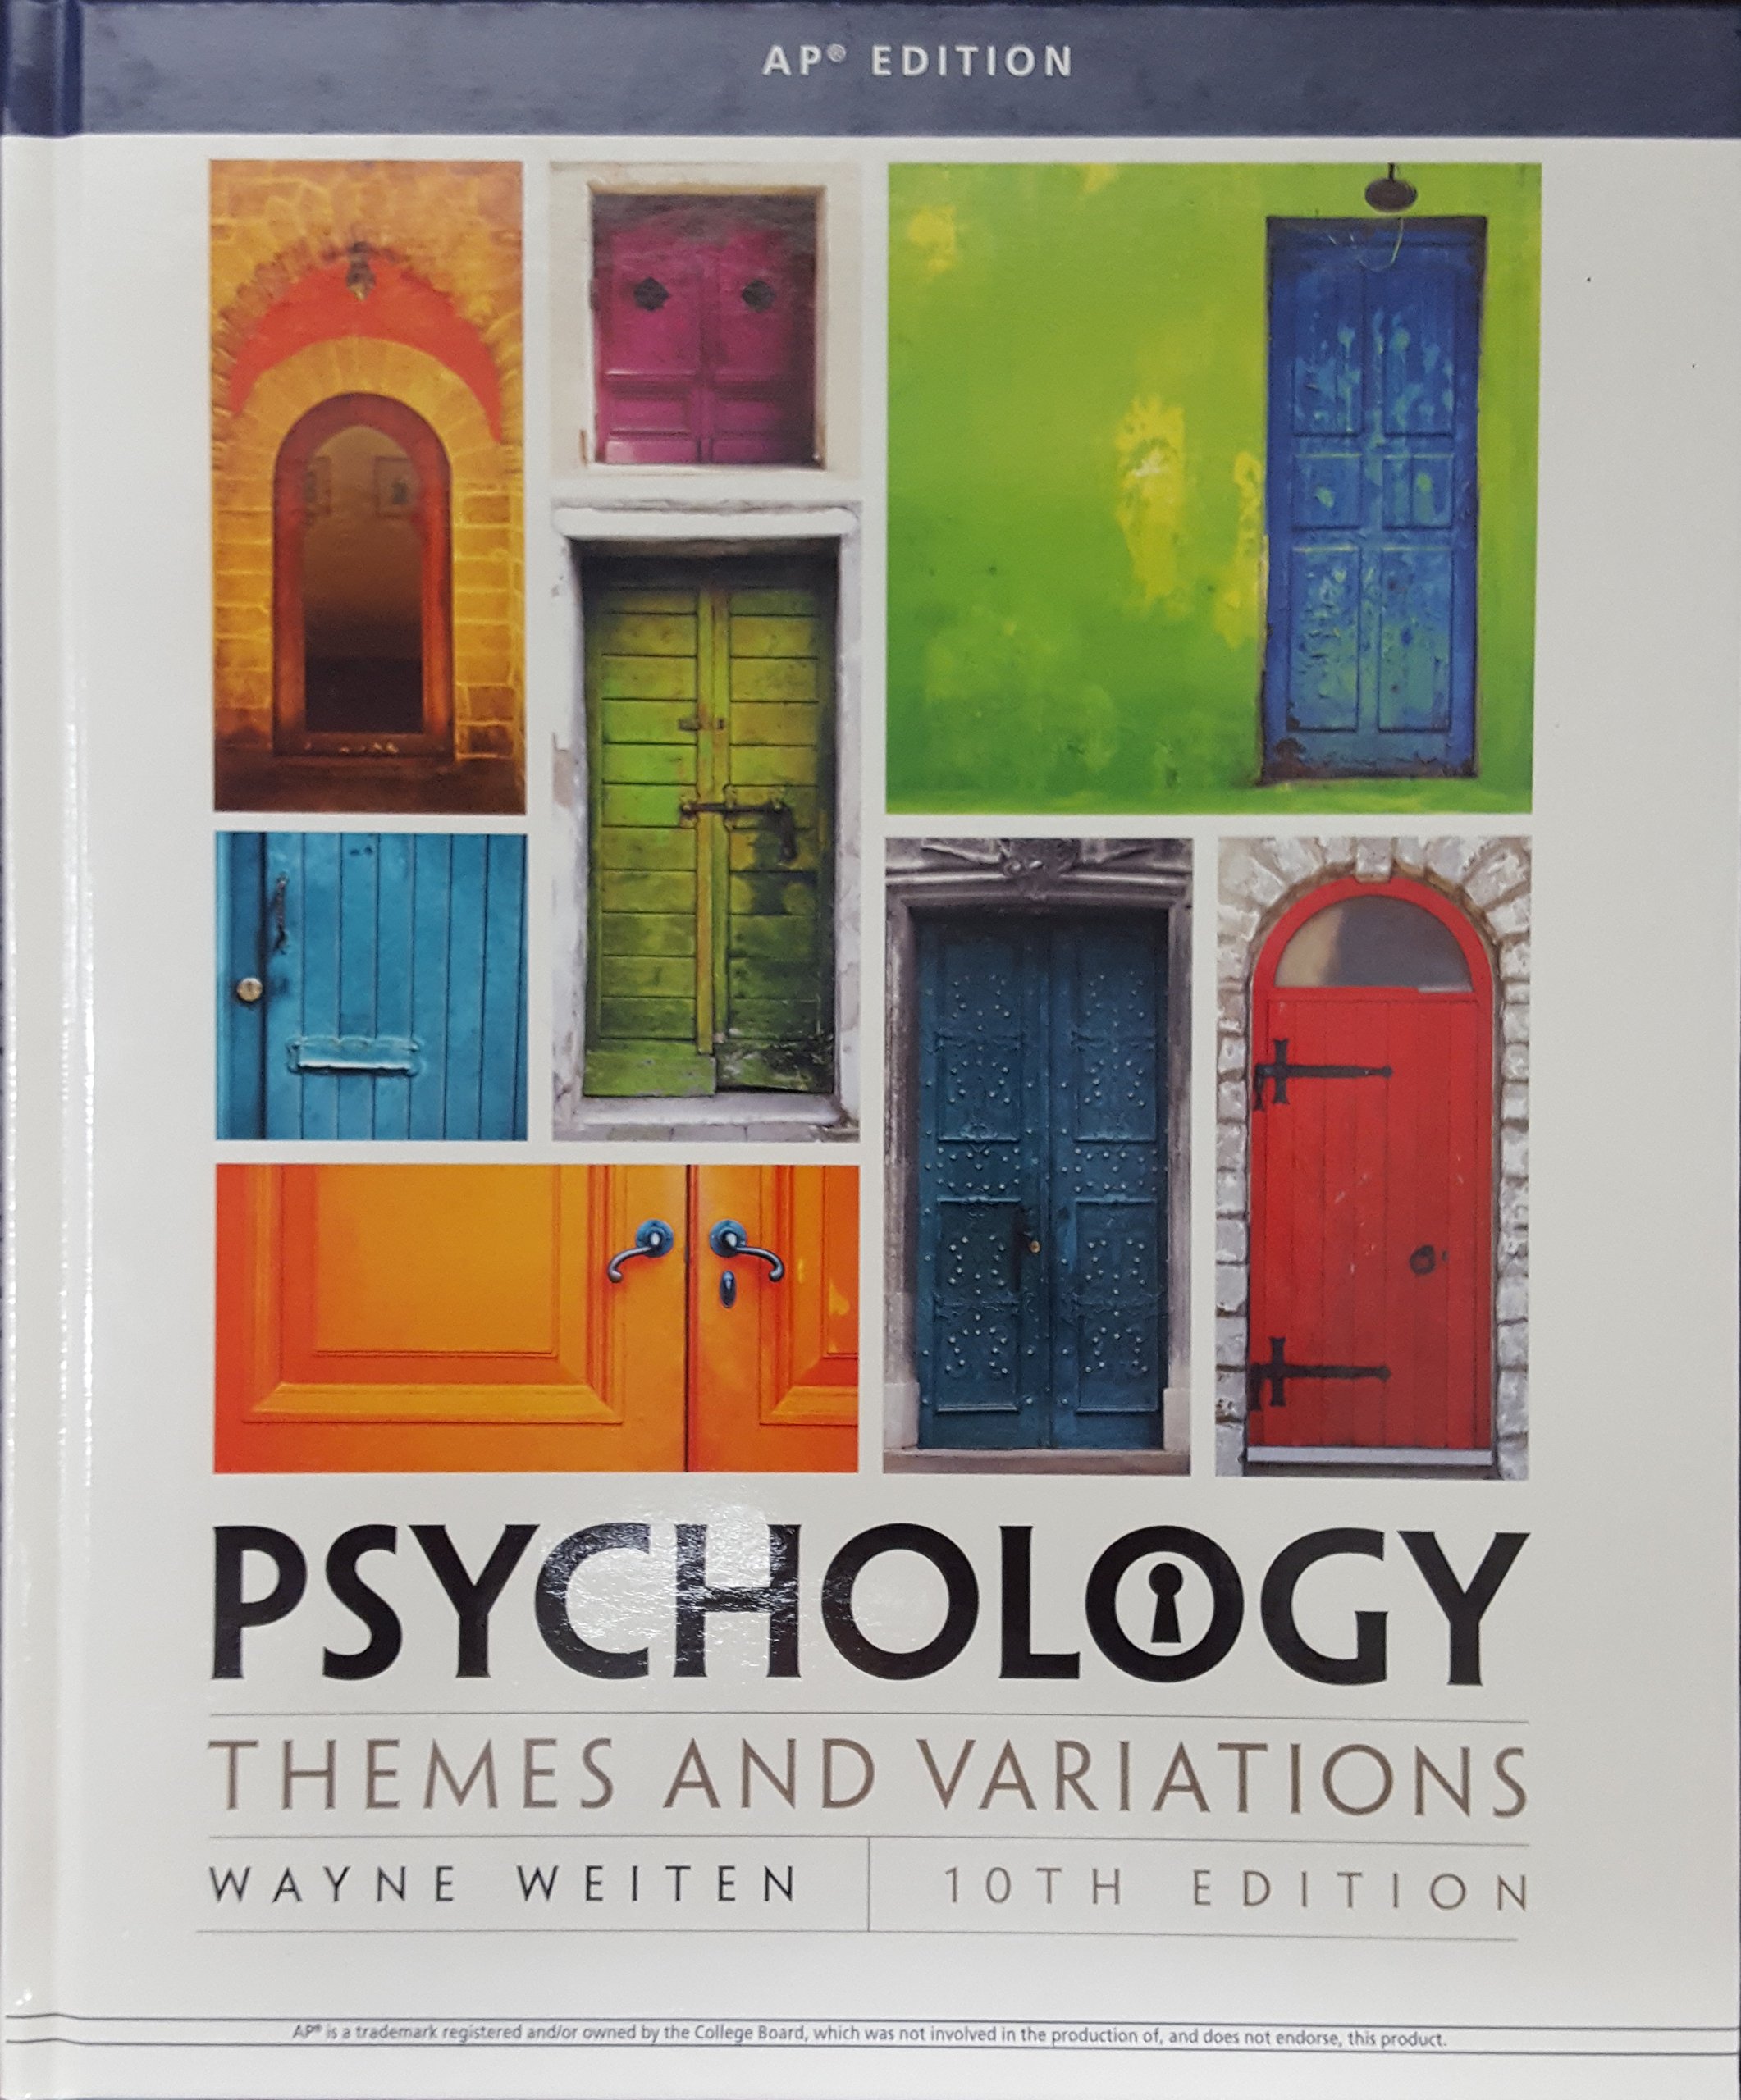 AP® EDITION
PSYCHOLOGY
THEMES AND VARIATIONS
WAYNE WEITEN
10TH EDITION
AP® is a trademark registered and/or owned by the College Board, which was not involved in the production of, and does not endorse, this product.